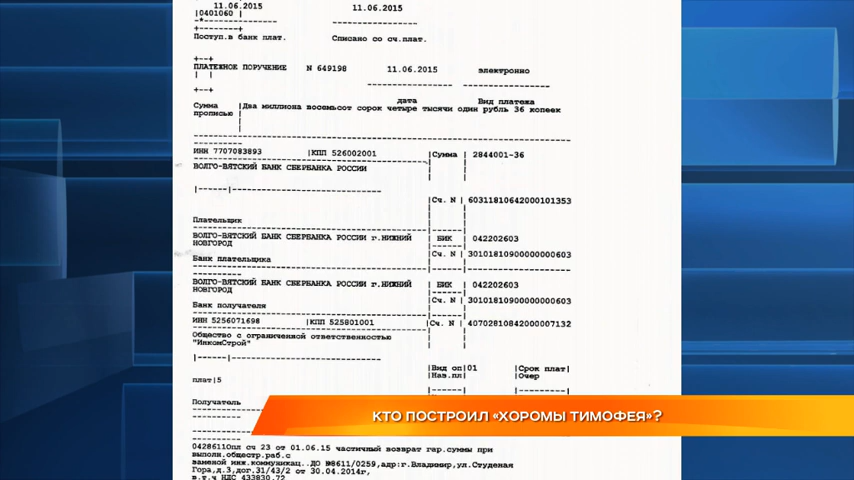 11.06.2015 11.06.2015
|0401060 |
Поступ.в банк плат. Списано со сч.плат.
ПЛАТЕЖНОЕ ПОРУЧЕНИЕ N 649198 11.06.2015 электронно
дата Вид платежа
Сумма |Два миллиона восемьсот сорок четыре тысячи один рубль 36 копеек
прописью|
ИНН 7707083893 |КПП 526002001 |Сумма | 2844001-36
ВОЛГО-ВЯТСКИЙ БАНК СБЕРБАНКА РОССИИ
|Сч. N | 60311810642000101353
Плательщик
ВОЛГО-ВЯТСКИЙ БАНК СБЕРБАНКА РОССИИ г.НИЖНИЙ | БИК | 042202603
НОВГОРОД
|Сч. N | 30101810900000000603
Банк плательщика
ВОЛГО-ВЯТСКИЙ БАНК СБЕРБАНКА РОССИИ г.НИЖНИЙ | БИК | 042202603
НОВГОРОД
|Сч. N | 30101810900000000603
Банк получателя
ИНН 5256071698 |КПП 525801001 |Сч. N | 40702810842000007132
Общество с ограниченной ответственностью
"ИнкомСтрой"
|Вид оп|01 |Срок плат|
|Наз.пл| |Очер
плат|5
Получатель
КТО ПОСТРОИЛ «ХОРОМЫ ТИМОФЕЯ»?
0428611Опл сч 23 от 01.06.15 частичный возврат гар.суммы при
выполн.общестр.раб.с
заменой инж.коммуникац..ДО №8611/0259,адр:г.Владимир,ул.Студеная
Гора,д.3,дог.31/43/2 от 30.04.2014г,
в.т.ч НДС 433830.72